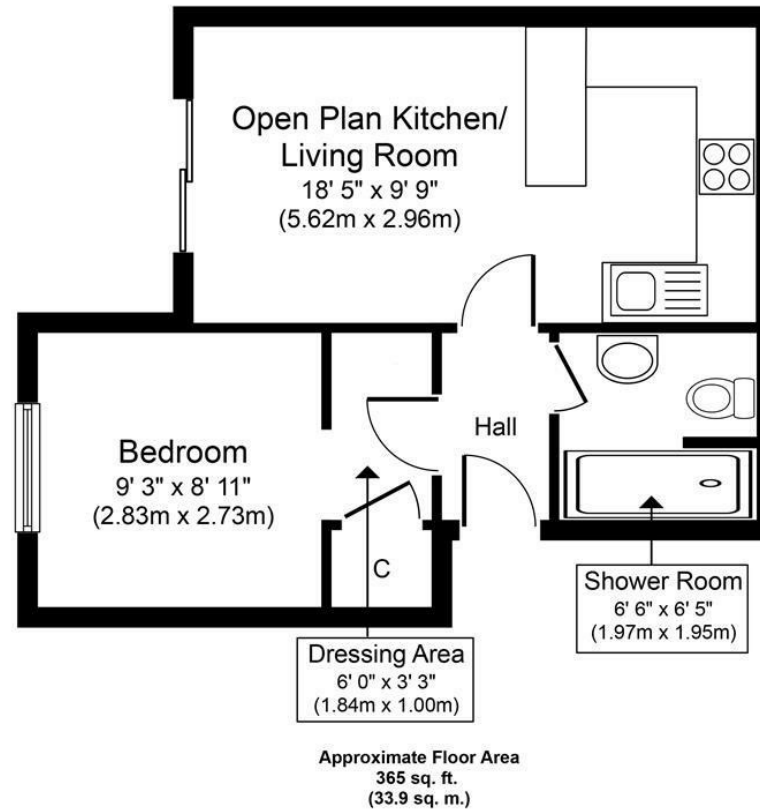 Open Plan Kitchen/
Living Room
18' 5" x 9' 9"
(5.62m x 2.96m)
Hall
Bedroom
9' 3" x 8' 11"
(2.83m x 2.73m)
C
Shower Room
6' 6" x 6' 5"
(1.97m x 1.95m)
Dressing Area
6' 0" x 3' 3"
(1.84m x 1.00m)
Approximate Floor Area
365 sq. ft.
(33.9 sq. m.)